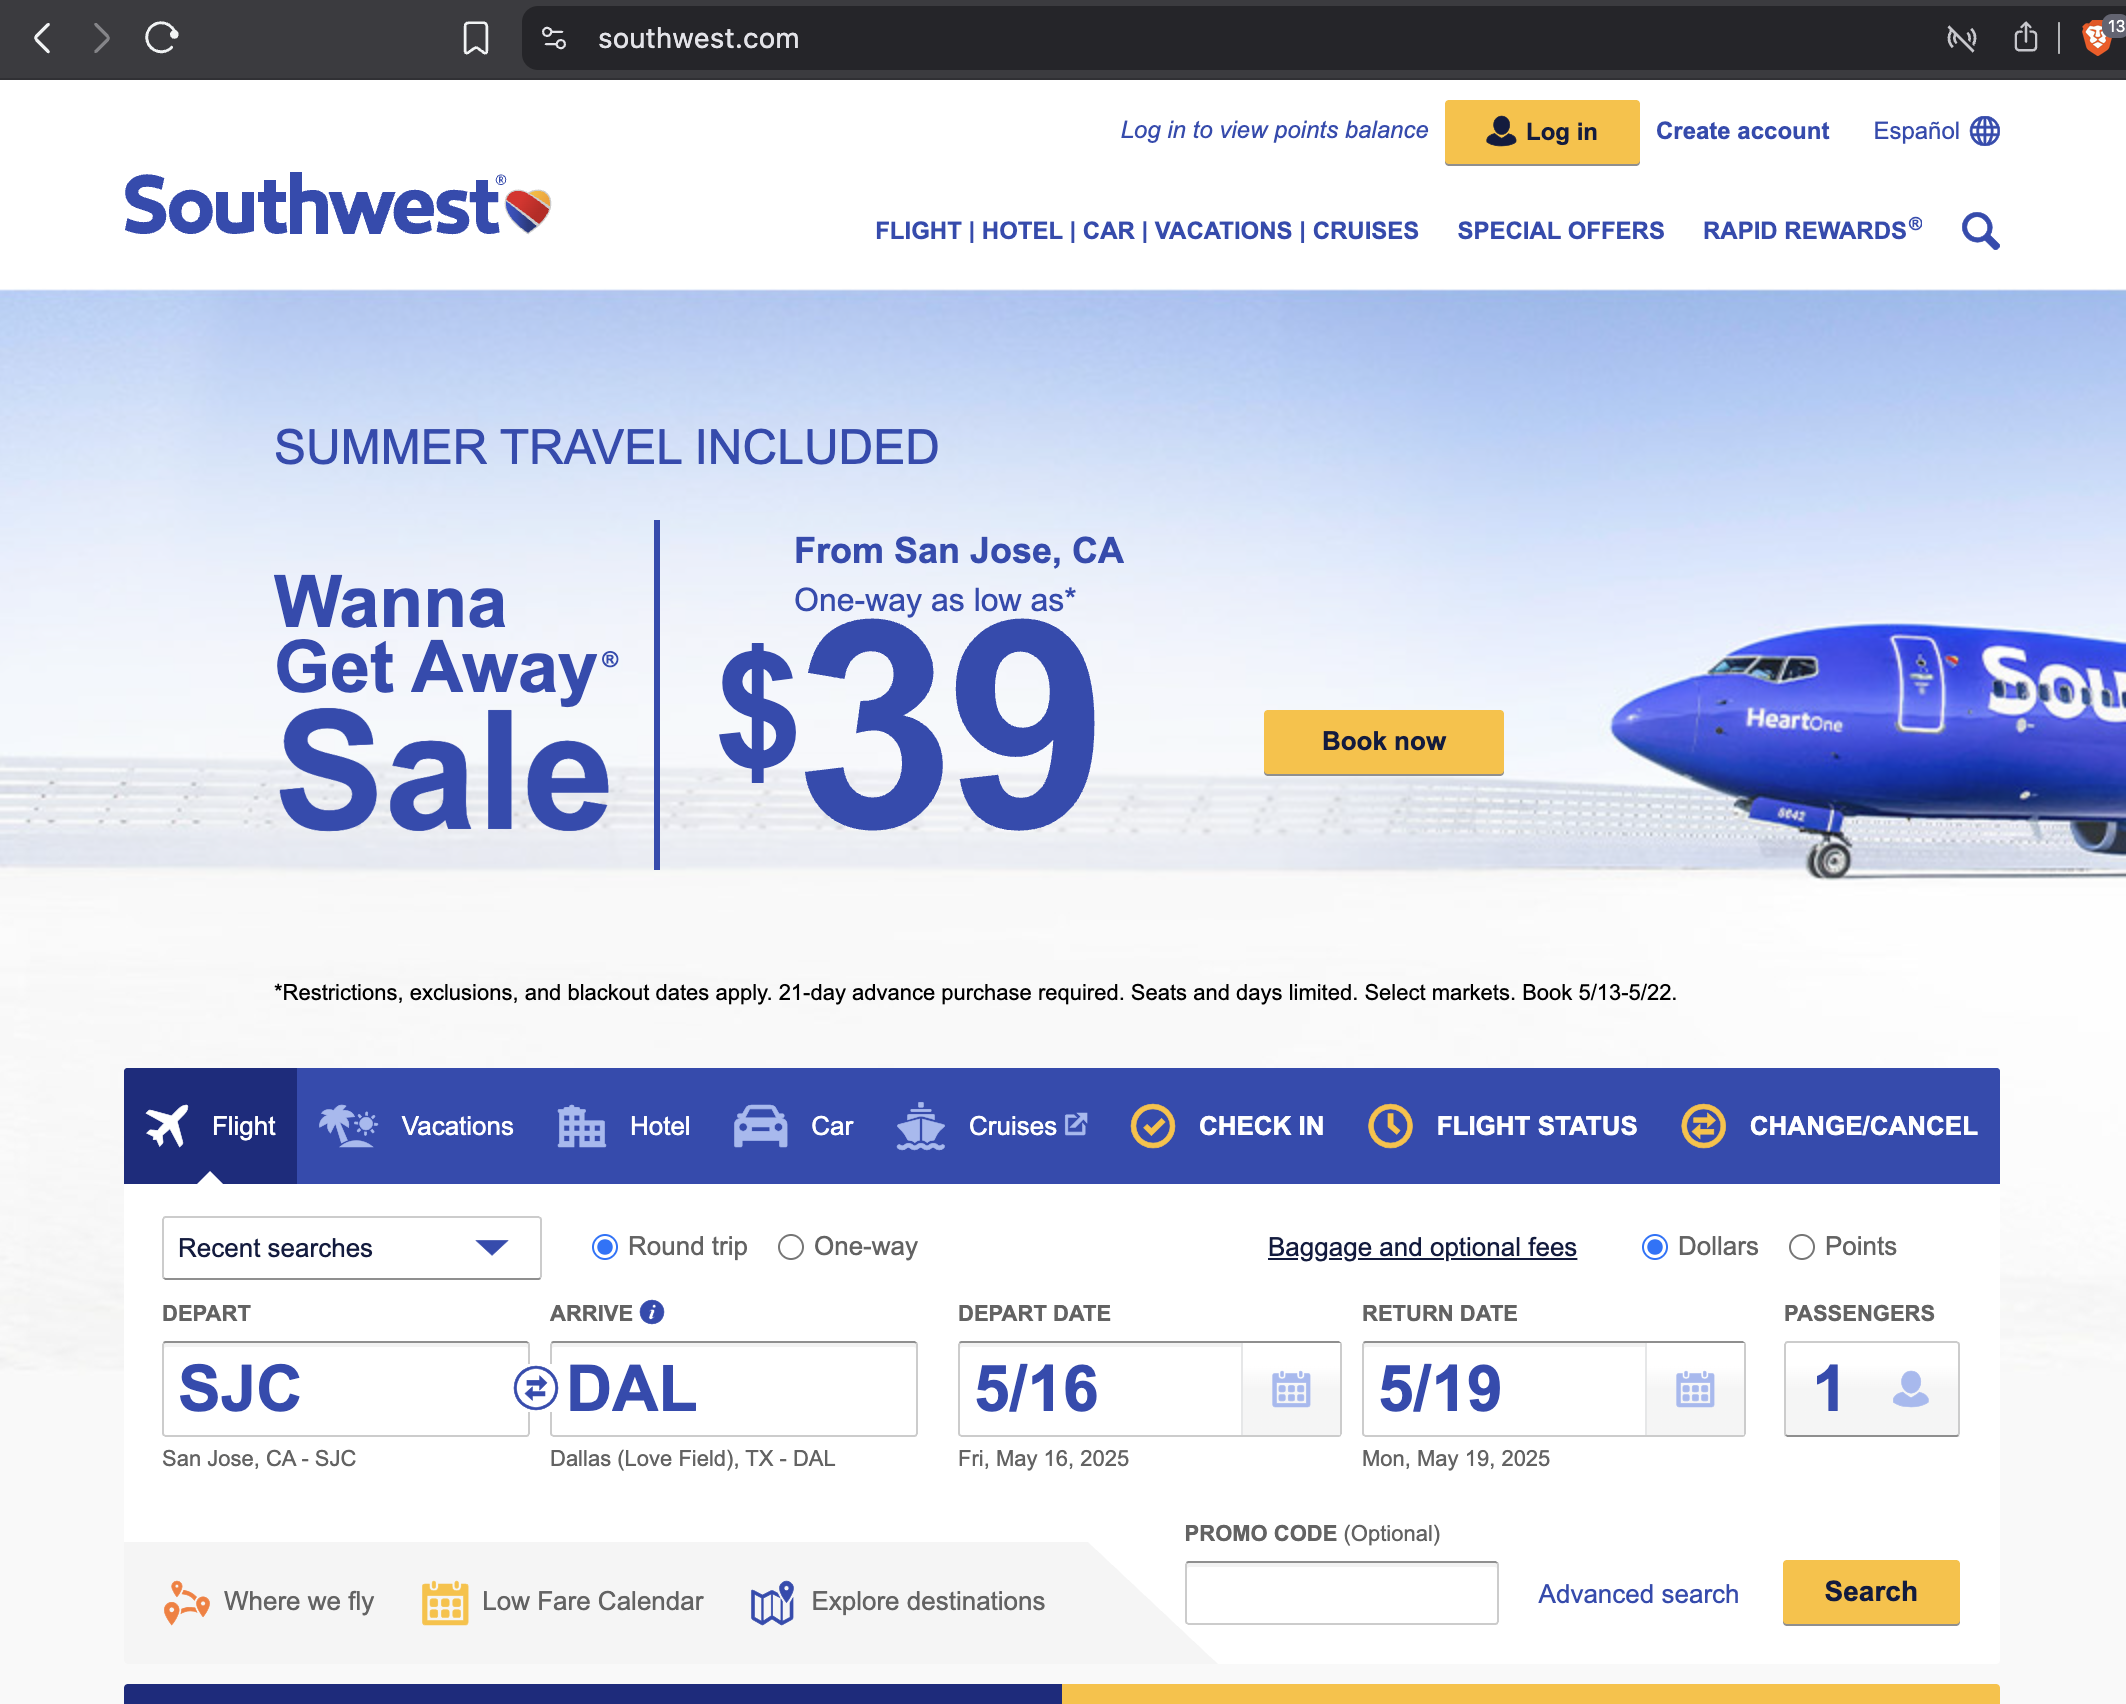 southwest.com
13
Log in to view points balance
Log in
Create account
Español
Southwest®
FLIGHT | HOTEL | CAR | VACATIONS | CRUISES
SPECIAL OFFERS
RAPID REWARDS®
SUMMER TRAVEL INCLUDED
Wanna
Get Away®
Sale
From San Jose, CA
One-way as low as*
$39
Book now
HeartOne
Sou
8642
*Restrictions, exclusions, and blackout dates apply. 21-day advance purchase required. Seats and days limited. Select markets. Book 5/13-5/22.
Flight
Vacations
Hotel
Car
Cruises
CHECK IN
FLIGHT STATUS
CHANGE/CANCEL
Recent searches
Round trip
One-way
Baggage and optional fees
Dollars
Points
DEPART
ARRIVE
DEPART DATE
RETURN DATE
PASSENGERS
SJC
DAL
5/16
5/19
1
San Jose, CA - SJC
Dallas (Love Field), TX - DAL
Fri, May 16, 2025
Mon, May 19, 2025
PROMO CODE (Optional)
Where we fly
Low Fare Calendar
Explore destinations
Advanced search
Search